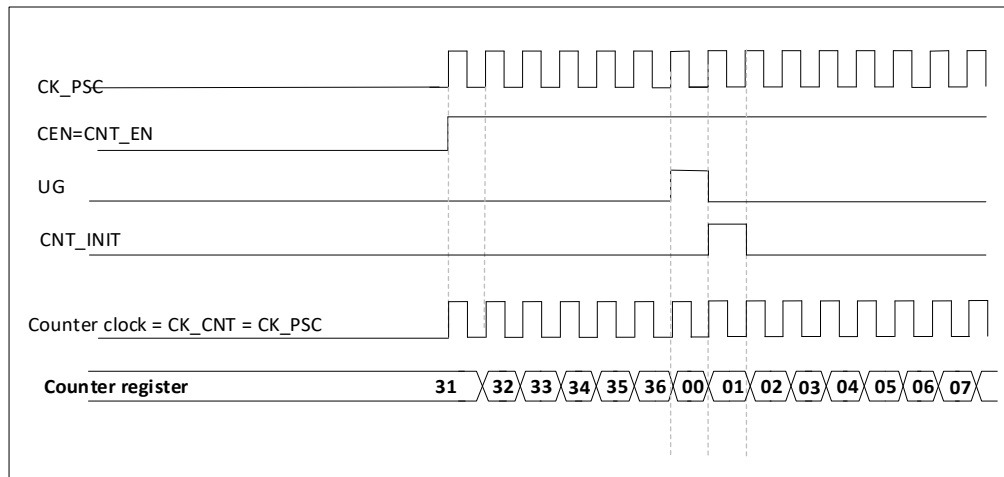 CK_PSC
CEN=CNT_EN
UG
CNT_INIT
Counter clock = CK_CNT = CK_PSC
Counter register 31 32 33 34 35 36 00 01 02 03 04 05 06 07